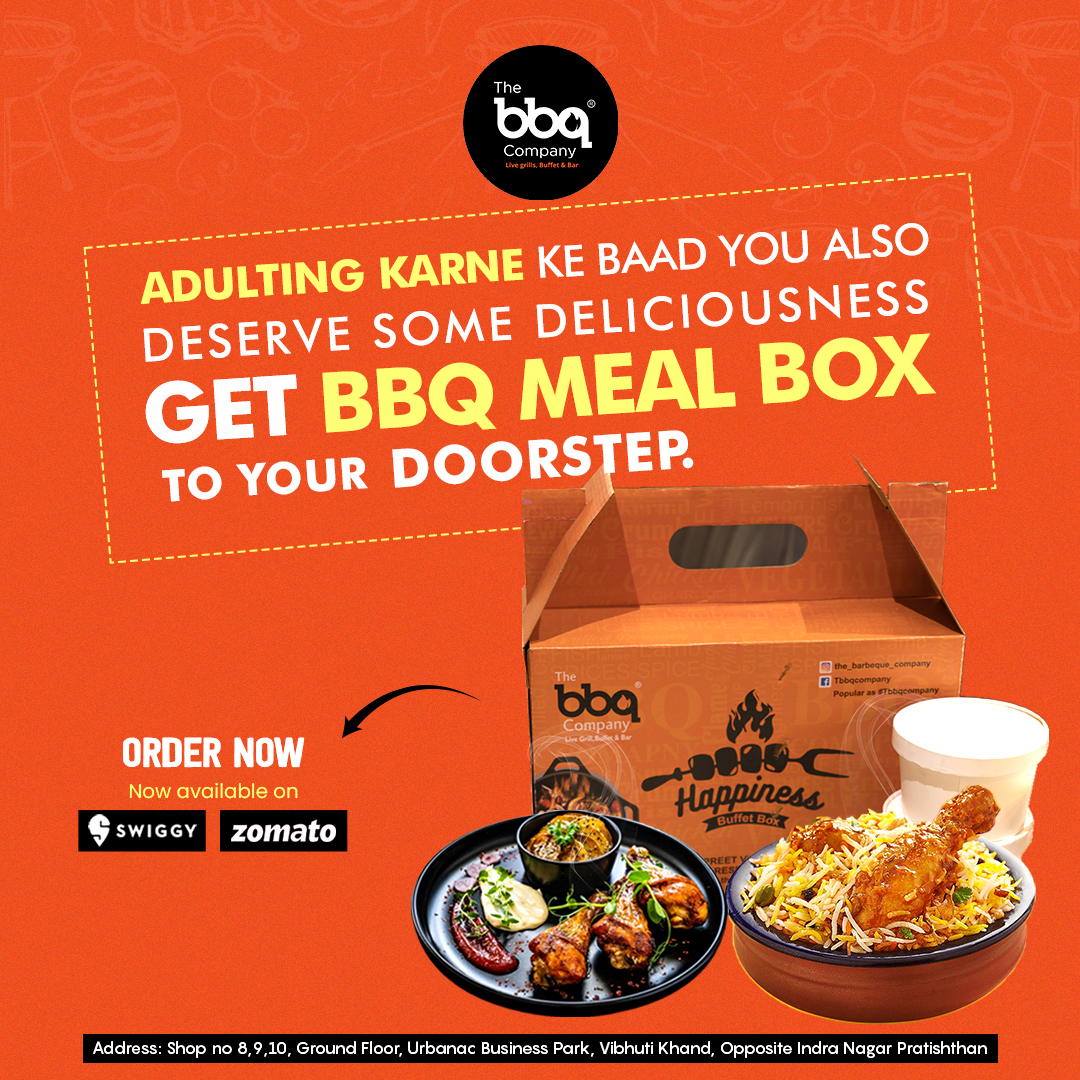 The
bbq®
Company
Live grills, Buffet & Bar
ADULTING KARNE KE BAAD YOU ALSO
DESERVE SOME DELICIOUSNESS
GET BBQ MEAL BOX
TO YOUR DOORSTEP.
the_barbeque_company
Tbbqcompany
Popular as #Tbbqcompany
The
bbq®
Company
Live Grill, Buffet & Bar
Happiness
Buffet Box
ORDER NOW
Now available on
SWIGGY zomato
Address: Shop no 8,9,10, Ground Floor, Urbanac Business Park, Vibhuti Khand, Opposite Indra Nagar Pratishthan